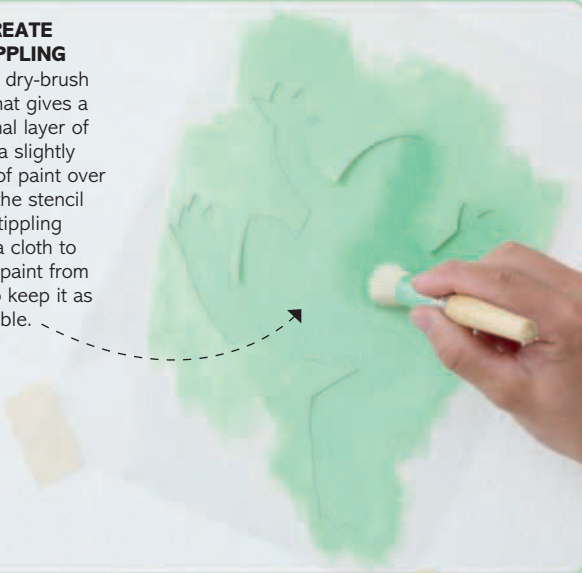 REATE
PPLING
dry-brush
hat gives a
nal layer of
a slightly
of paint over
the stencil
tippling
a cloth to
paint from
o keep it as
ble.